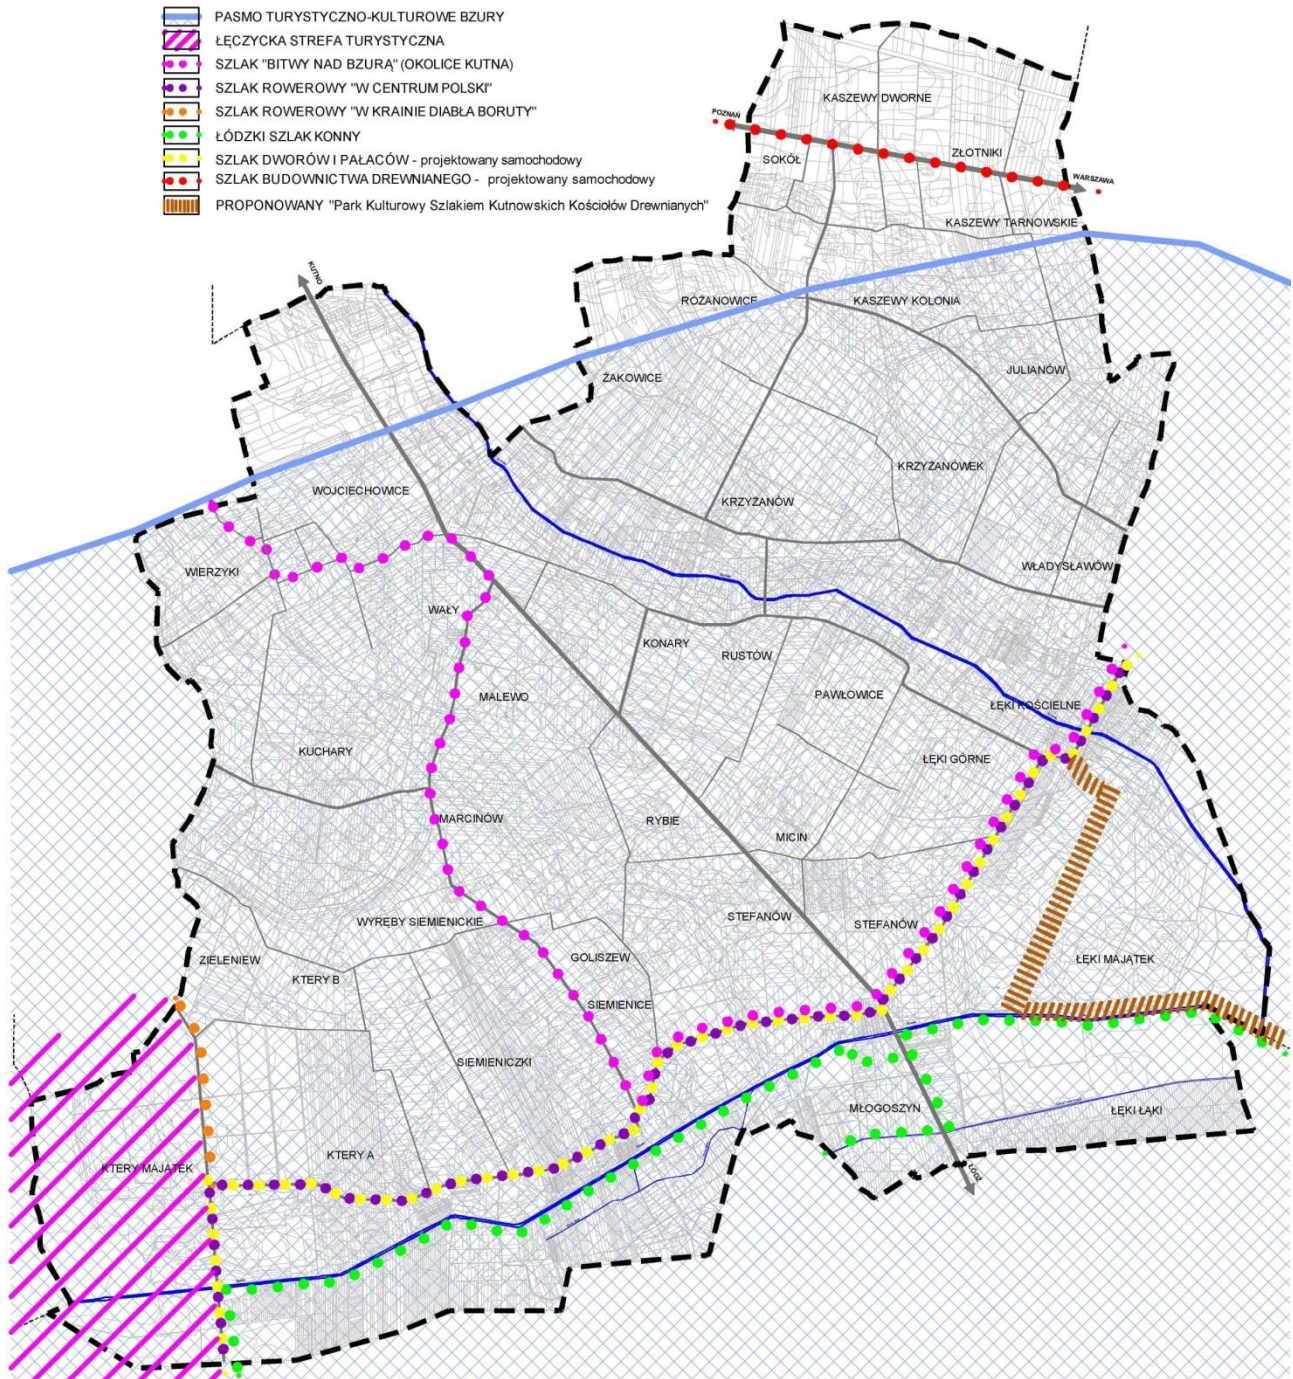 PASMO TURYSTYCZNO-KULTUROWE BZURY
ŁĘCZYCKA STREFA TURYSTYCZNA
SZLAK "BITWY NAD BZURĄ" (OKOLICE KUTNA)
SZLAK ROWEROWY "W CENTRUM POLSKI"
SZLAK ROWEROWY "W KRAINIE DIABŁA BORUTY"
ŁÓDZKI SZLAK KONNY
SZLAK DWORÓW I PAŁACÓW - projektowany samochodowy
SZLAK BUDOWNICTWA DREWNIANEGO - projektowany samochodowy
PROPONOWANY "Park Kulturowy Szlakiem Kutnowskich Kościołów Drewnianych"
KASZEWY DWORNE
POZNAŃ
SOKÓŁ
ZŁOTNIKI
WARSZAWA
KASZEWY TARNOWSKIE
KUTNO
RÓŻANOWICE
KASZEWY KOLONIA
ŻAKOWICE
JULIANÓW
KRZYŻANÓWEK
WOJCIECHOWICE
KRZYŻANÓW
WIERZYKI
WŁADYSŁAWÓW
WAŁY
KONARY
RUSTÓW
MALEWO
PAWŁOWICE
ŁĘKI KOŚCIELNE
KUCHARY
ŁĘKI GÓRNE
MARCINÓW
RYBIE
MICIN
WYRĘBY SIEMIENICKIE
STEFANÓW
STEFANÓW
ZIELENIEW
GOLISZEW
ŁĘKI MAJĄTEK
KTERY B
SIEMIENICE
SIEMIENICZKI
MŁOGOSZYN
ŁĘKI ŁĄKI
KTERY A
KTERY MAJĄTEK
ŁÓDŹ